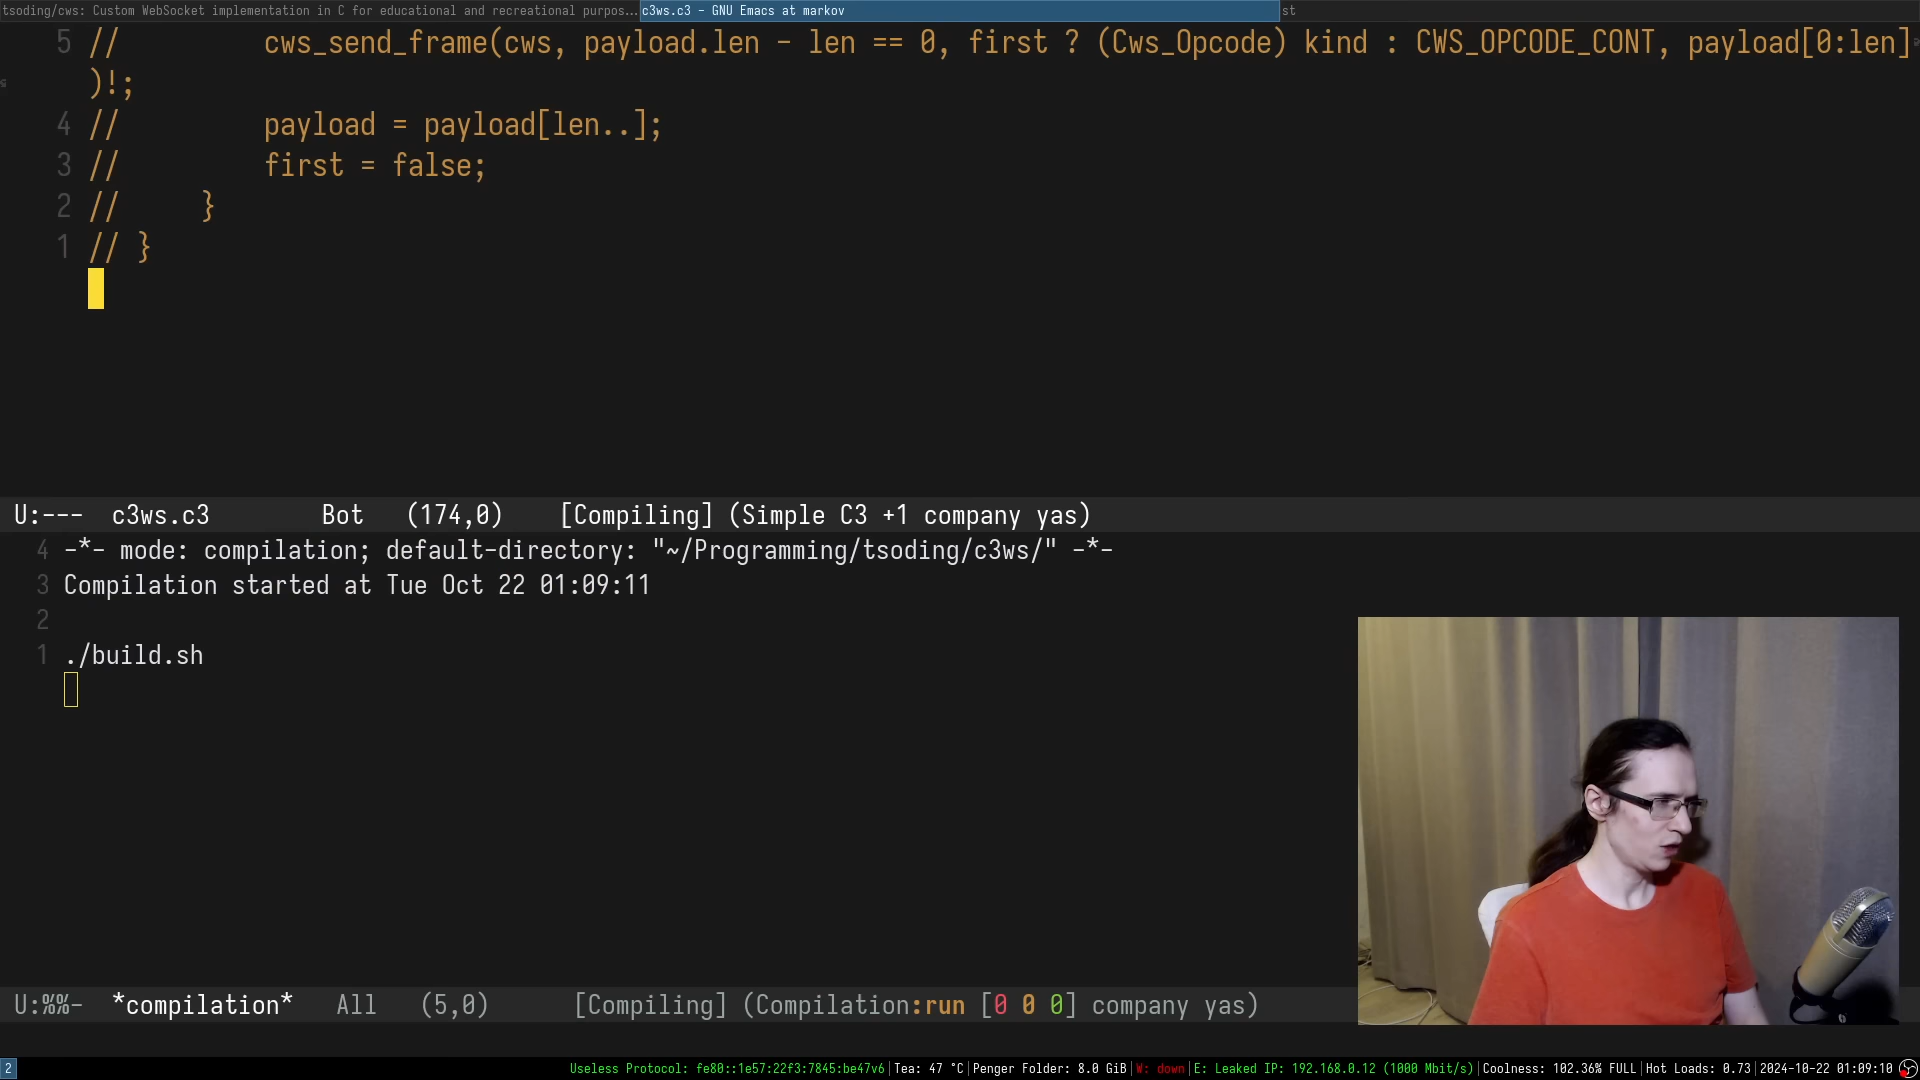 tsoding/cws: Custom WebSocket implementation in C for educational and recreational purpos... c3ws.c3 - GNU Emacs at markov st
5 // cws_send_frame(cws, payload.len - len == 0, first ? (Cws_Opcode) kind : CWS_OPCODE_CONT, payload[0:len]
)!;
4 // payload = payload[len..];
3 // first = false;
2 // }
1 // }
5
U:--- c3ws.c3 Bot (174,0) [Compiling] (Simple C3 +1 company yas)
4 -*- mode: compilation; default-directory: "~/Programming/tsoding/c3ws/" -*-
3 Compilation started at Tue Oct 22 01:09:11
2
1 ./build.sh
U:%%- *compilation* All (5,0) [Compiling] (Compilation:run [0 0 0] company yas)
2 Useless Protocol: fe80::1e57:22f3:7845:be47v6|Tea: 47 °C|Penger Folder: 8.0 GiB|W: down|E: Leaked IP: 192.168.0.12 (1000 Mbit/s)|Coolness: 102.36% FULL|Hot Loads: 0.73|2024-10-22 01:09:10